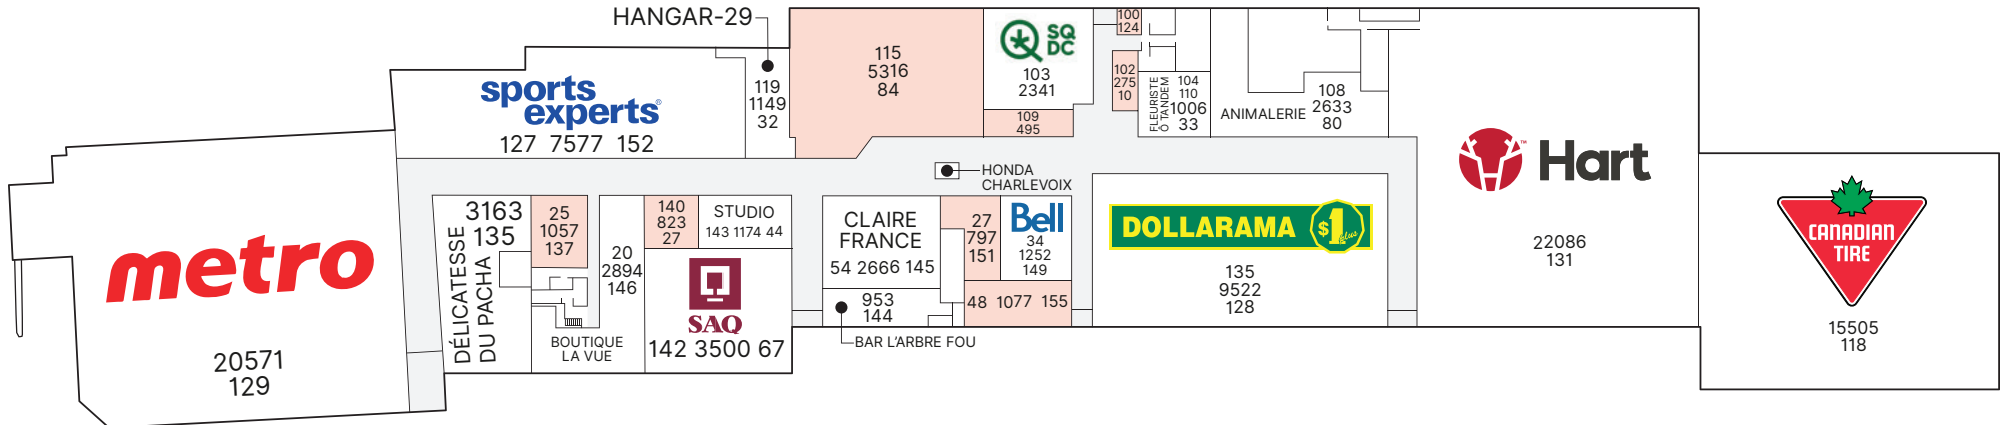 HANGAR-29
sports
experts
127 7577 152
119
1149
32
115
5316
84
SQ
DC
103
2341
109
495
100
124
102
275
10
FLEURISTE
Ô TANDEM
104
110
1006
33
ANIMALERIE
108
2633
80
Hart
22086
131
CANADIAN
TIRE
15505
118
HONDA
CHARLEVOIX
metro
20571
129
3163
135
DÉLICATESSE
DU PACHA
25
1057
137
BOUTIQUE
LA VUE
20
2894
146
140
823
27
STUDIO
143 1174 44
SAQ
142 3500 67
CLAIRE
FRANCE
54 2666 145
953
144
BAR L'ARBRE FOU
27
797
151
Bell
34
1252
149
48 1077 155
DOLLARAMA $1 plus
135
9522
128